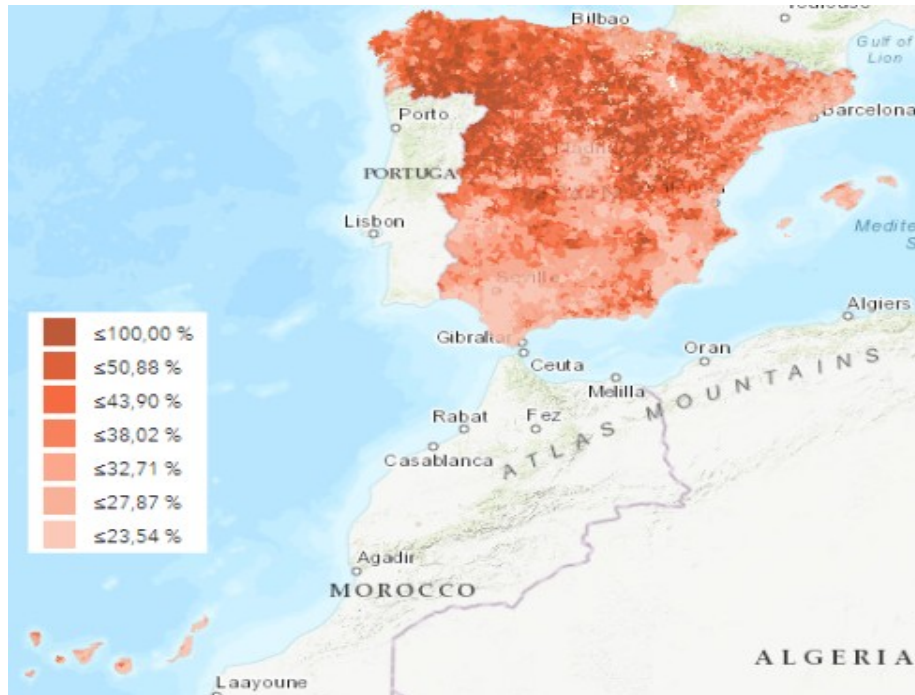 Bilbao
Gulf of
Lion
Barcelona
Porto
PORTUGA
Lisbon
Medite
S
Seville
Algiers
≤100,00 %
≤50,88 %
≤43,90 %
≤38,02 %
≤32,71 %
≤27,87 %
≤23,54 %
Gibraltar
Ceuta
Oran
Melilla
ATLAS MOUNTAINS
Rabat
Fez
Casablanca
Agadir
MOROCCO
ALGERIA
Laayoune